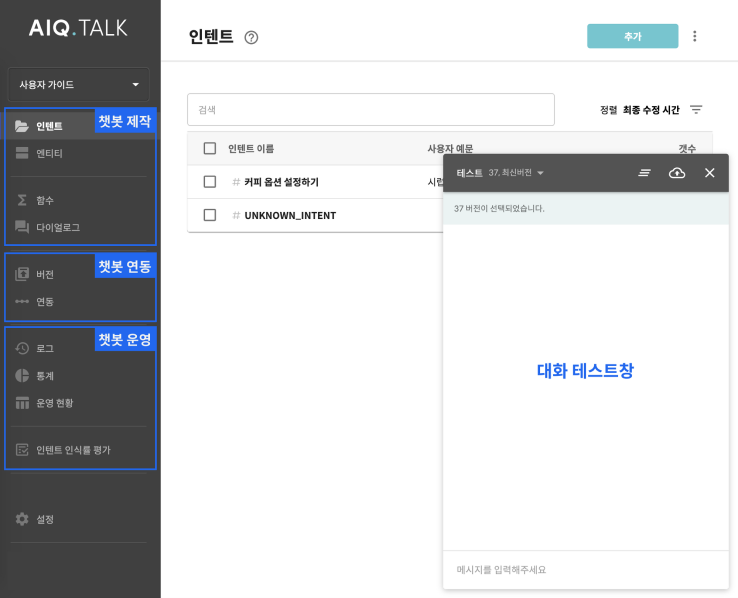 AIQ.TALK
사용자 가이드
챗봇 제작
인텐트
엔티티
함수
다이얼로그
챗봇 연동
버전
연동
챗봇 운영
로그
통계
운영 현황
인텐트 인식률 평가
설정
인텐트
추가
검색
정렬 최종 수정 시간
인텐트 이름 사용자 예문 갯수
# 커피 옵션 설정하기 시럽
# UNKNOWN_INTENT
테스트 37. 최신버전
37 버전이 선택되었습니다.
대화 테스트창
메시지를 입력해주세요